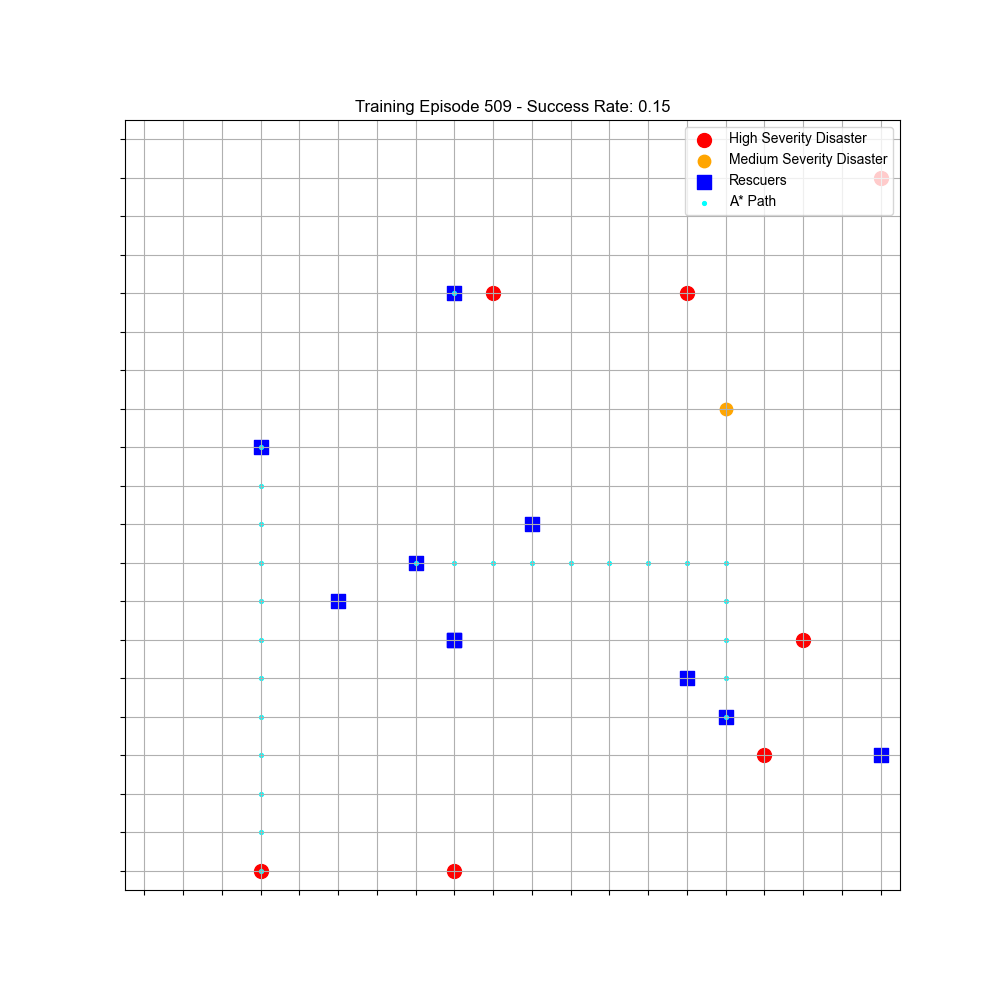 Training Episode 509 - Success Rate: 0.15
High Severity Disaster
Medium Severity Disaster
Rescuers
A* Path